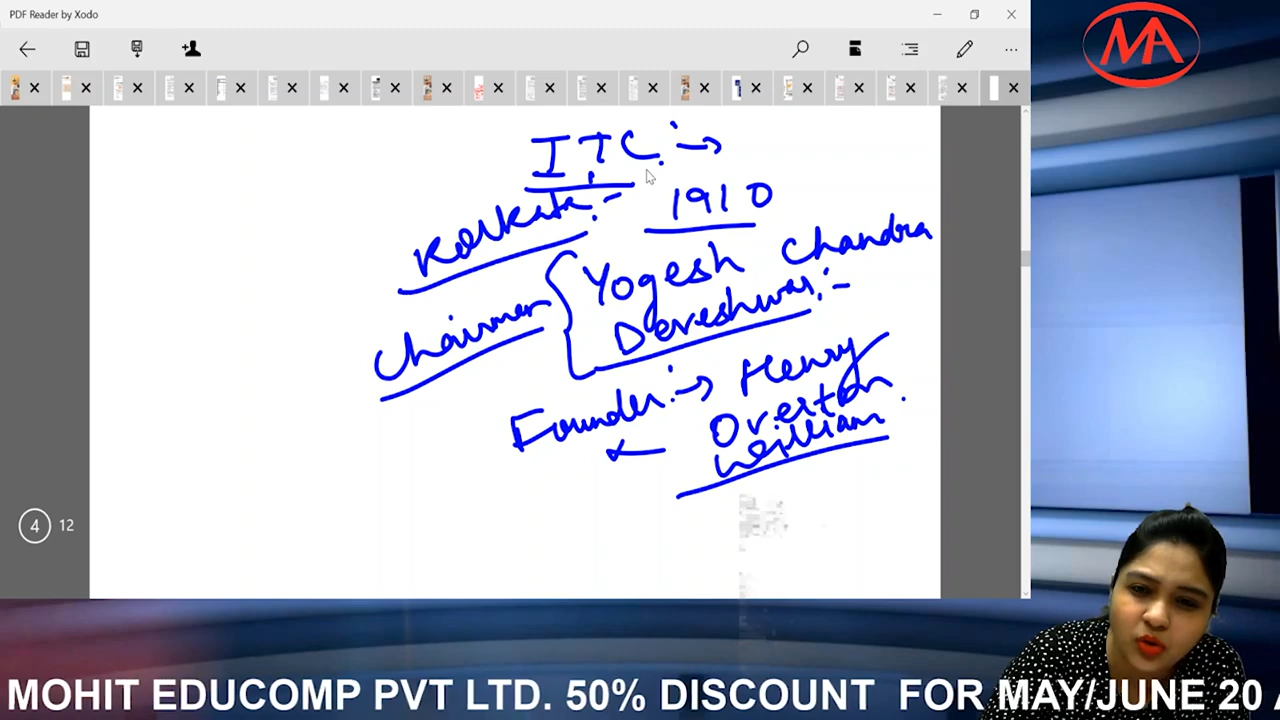 PDF Reader by Xodo
MA
ITC :→
Kolkata :-
1910
Chairman { Yogesh Chandra
Dereshwar :-
Founder :→ Henry
Overton
William
4 12
MOHIT EDUCOMP PVT LTD. 50% DISCOUNT FOR MAY/JUNE 20